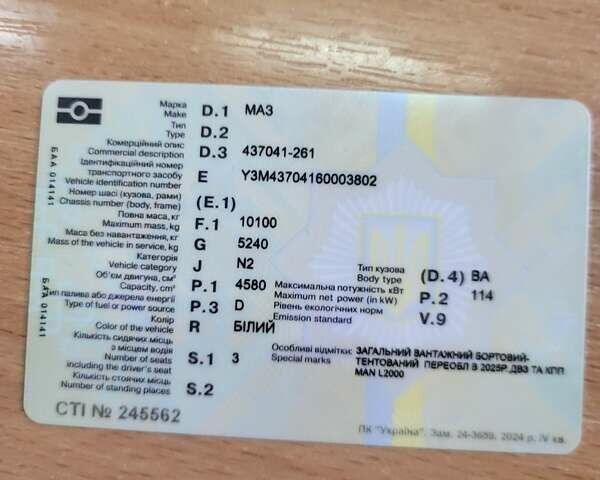 Марка
Make D.1 МАЗ
Тип
Type D.2
Комерційний опис
Commercial description D.3 437041-261
Ідентифікаційний номер
транспортного засобу
Vehicle identification number E Y3M43704160003802
Номер шасі (кузова, рами)
Chassis number (body, frame) (E.1)
Повна маса, кг
Maximum mass, kg F.1 10100
Маса без навантаження, кг
Mass of the vehicle in service, kg G 5240
Категорія
Vehicle category J N2
Тип кузова
Body type (D.4) ВА
Об'єм двигуна, см³
Capacity, cm³ P.1 4580
Максимальна потужність кВт
Maximum net power (in kW) P.2 114
Тип палива або джерела енергії
Type of fuel or power source P.3 D
Рівень екологічних норм
Emission standard V.9
Колір
Color of the vehicle R БІЛИЙ
Кількість сидячих місць
з місцем водія
Number of seats
including the driver's seat S.1 3
Особливі відмітки:
Special marks
ЗАГАЛЬНИЙ ВАНТАЖНИЙ БОРТОВИЙ-
ТЕНТОВАНИЙ ПЕРЕОБЛ В 2025Р.ДВЗ ТА КПП
MAN L2000
Кількість стоячих місць
Number of standing places S.2
СТІ № 245562
ПК "Україна". Зам. 24-3689. 2024 р. /V кв.
БАА 014141
БАА 014141